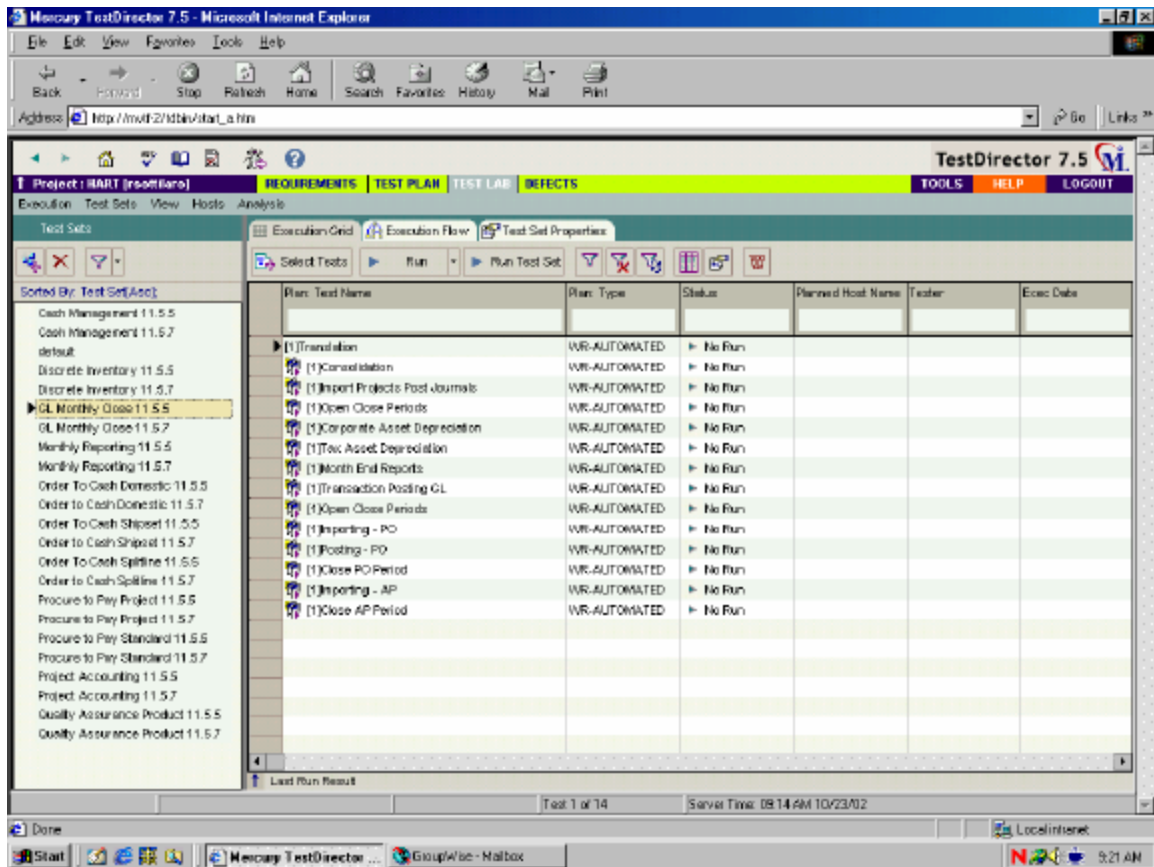 Mercury TestDirector 7.5 - Microsoft Internet Explorer
File Edit View Favorites Tools Help
Back Forward Stop Refresh Home Search Favorites History Mail Print
Address http://mvtf-2/tdbin/start_a.htm Go Links »
TestDirector 7.5
Project : HART [rsottilaro] REQUIREMENTS TEST PLAN TEST LAB DEFECTS TOOLS HELP LOGOUT
Execution Test Sets View Hosts Analysis
Test Sets
Execution Grid Execution Flow Test Set Properties
Select Tests Run Run Test Set
Sorted By: Test Set[Asc];
Cash Management 11.5.5
Cash Management 11.5.7
default
Discrete Inventory 11.5.5
Discrete Inventory 11.5.7
GL Monthly Close 11.5.5
GL Monthly Close 11.5.7
Monthly Reporting 11.5.5
Monthly Reporting 11.5.7
Order To Cash Domestic 11.5.5
Order to Cash Domestic 11.5.7
Order To Cash Shipset 11.5.5
Order to Cash Shipset 11.5.7
Order To Cash Splitline 11.5.5
Order to Cash Splitline 11.5.7
Procure to Pay Project 11.5.5
Procure to Pay Project 11.5.7
Procure to Pay Standard 11.5.5
Procure to Pay Standard 11.5.7
Project Accounting 11.5.5
Project Accounting 11.5.7
Quality Assurance Product 11.5.5
Quality Assurance Product 11.5.7
Plan: Test Name Plan: Type Status Planned Host Name Tester Exec Date
[1]Translation WR-AUTOMATED No Run
[1]Consolidation WR-AUTOMATED No Run
[1]Import Projects Post Journals WR-AUTOMATED No Run
[1]Open Close Periods WR-AUTOMATED No Run
[1]Corporate Asset Depreciation WR-AUTOMATED No Run
[1]Tax Asset Depreciation WR-AUTOMATED No Run
[1]Month End Reports WR-AUTOMATED No Run
[1]Transaction Posting GL WR-AUTOMATED No Run
[1]Open Close Periods WR-AUTOMATED No Run
[1]Importing - PO WR-AUTOMATED No Run
[1]Posting - PO WR-AUTOMATED No Run
[1]Close PO Period WR-AUTOMATED No Run
[1]Importing - AP WR-AUTOMATED No Run
[1]Close AP Period WR-AUTOMATED No Run
Last Run Result
Test 1 of 14 Server Time: 09:14 AM 10/23/02
Done Local intranet
Start Mercury TestDirector ... GroupWise - Mailbox 9:21 AM